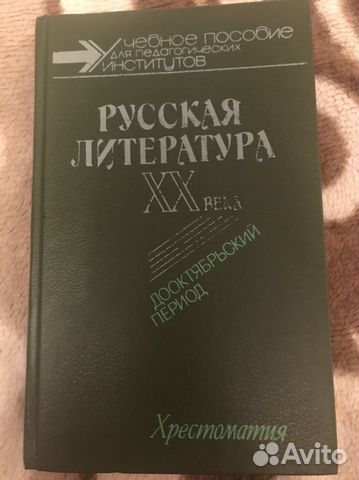 Учебное пособие
для педагогических
институтов
Русская
литература
XX века
Дооктябрьский
период
Хрестоматия
Avito